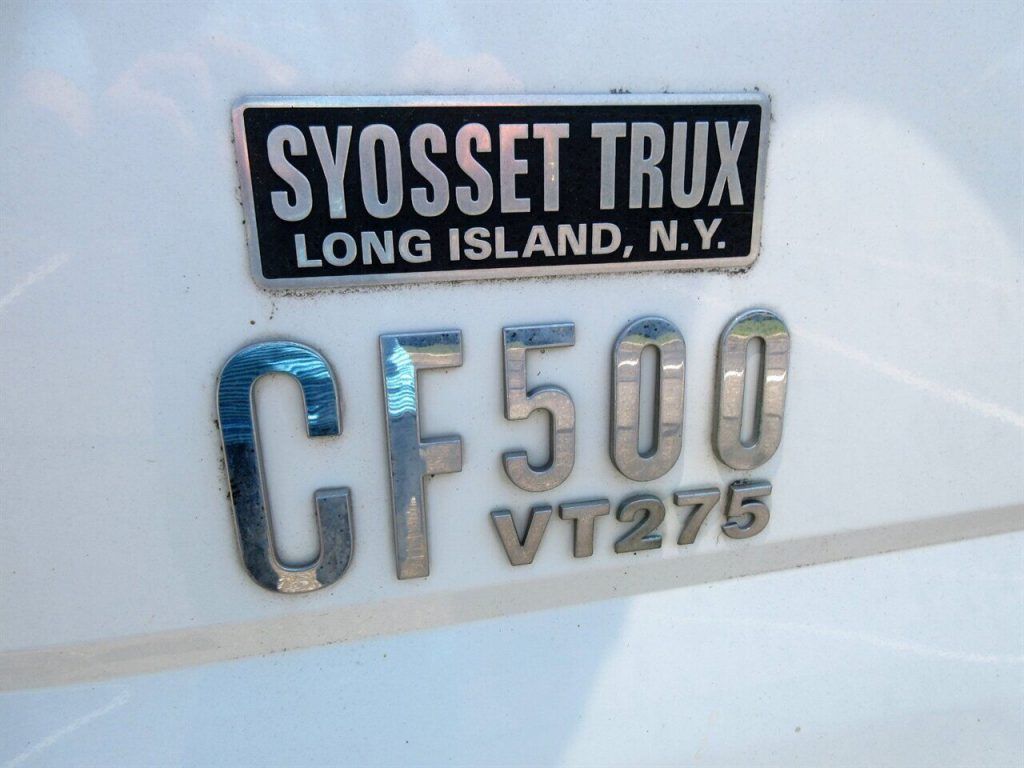 SYOSSET TRUX
LONG ISLAND, N.Y.
CF500
VT275